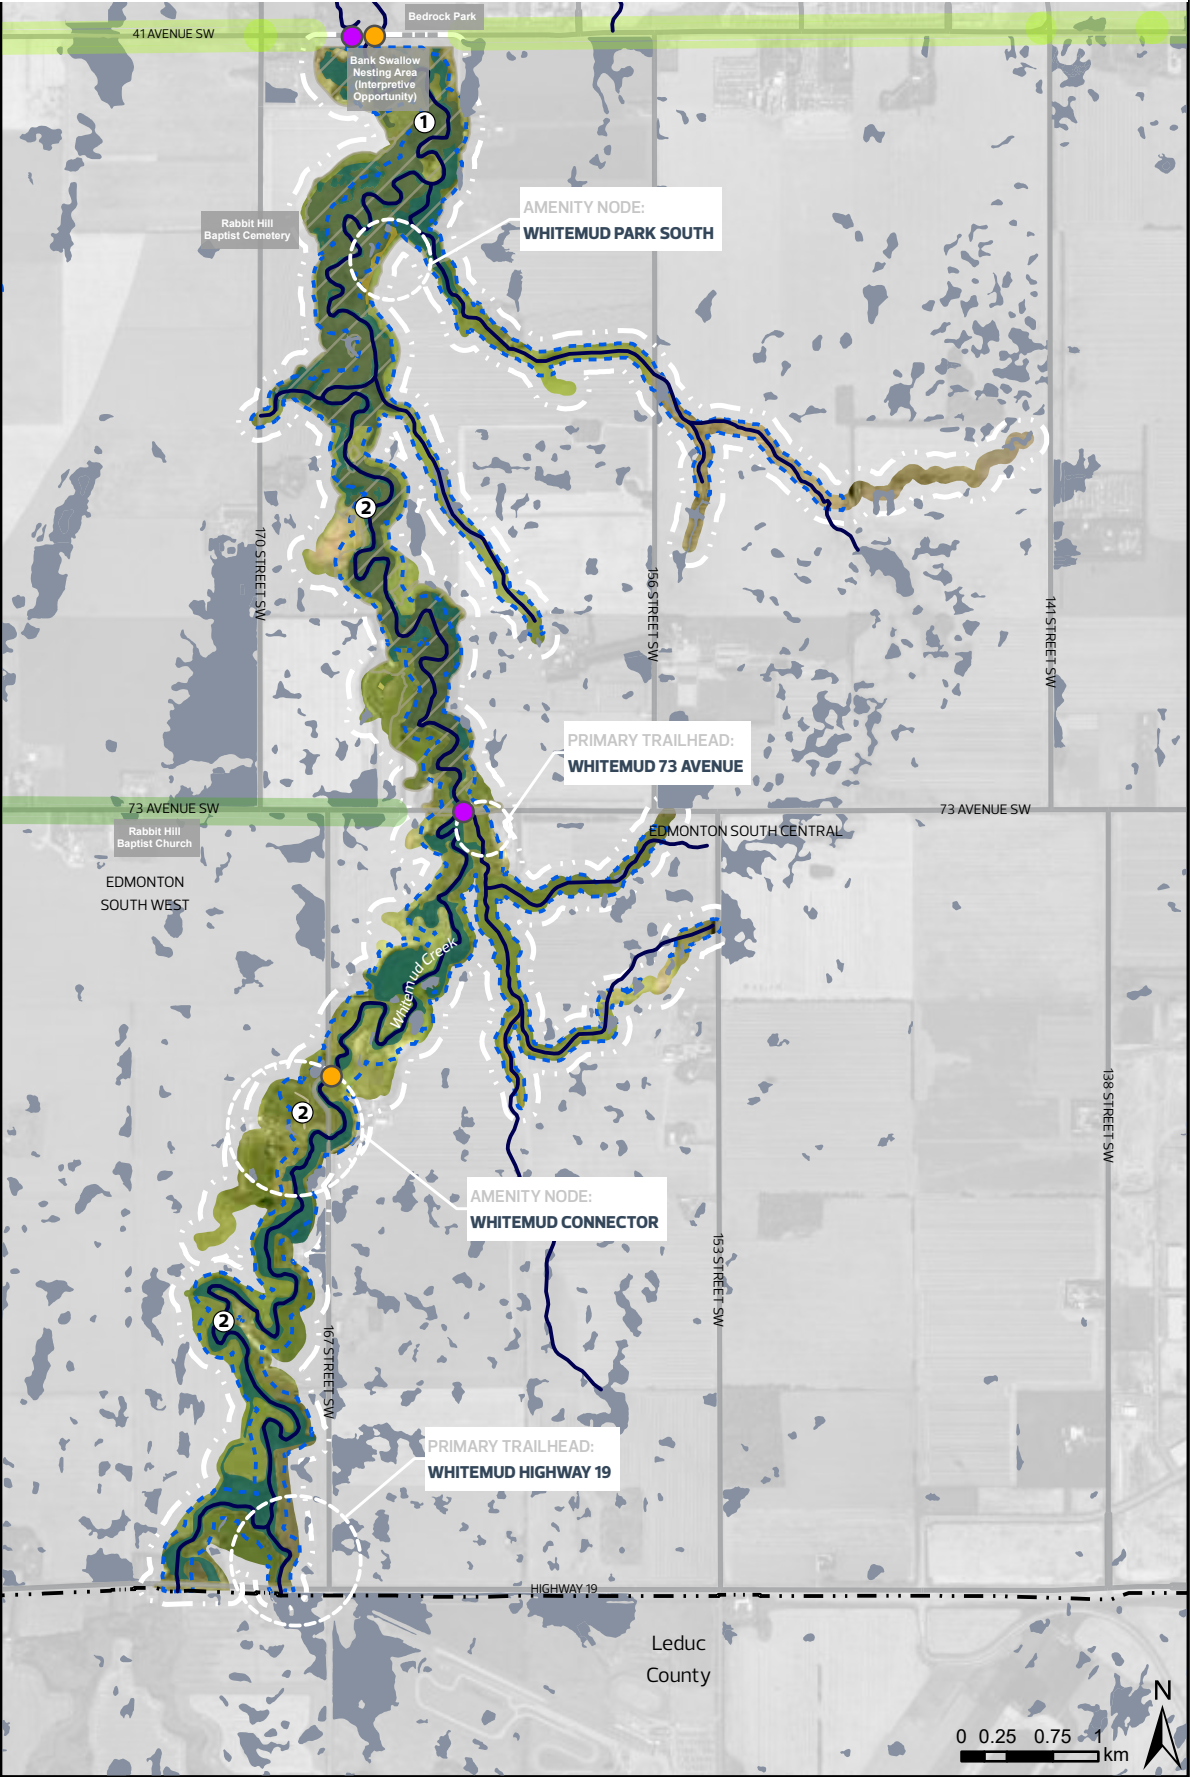 Bedrock Park
41 AVENUE SW
Bank Swallow
Nesting Area
(Interpretive
Opportunity)
1
AMENITY NODE:
WHITEMUD PARK SOUTH
Rabbit Hill
Baptist Cemetery
2
170 STREET SW
156 STREET SW
141 STREET SW
PRIMARY TRAILHEAD:
WHITEMUD 73 AVENUE
73 AVENUE SW
73 AVENUE SW
Rabbit Hill
Baptist Church
EDMONTON SOUTH CENTRAL
EDMONTON
SOUTH WEST
Whitemud Creek
2
138 STREET SW
AMENITY NODE:
WHITEMUD CONNECTOR
153 STREET SW
2
167 STREET SW
PRIMARY TRAILHEAD:
WHITEMUD HIGHWAY 19
HIGHWAY 19
Leduc
County
N
0 0.25 0.75 1
km